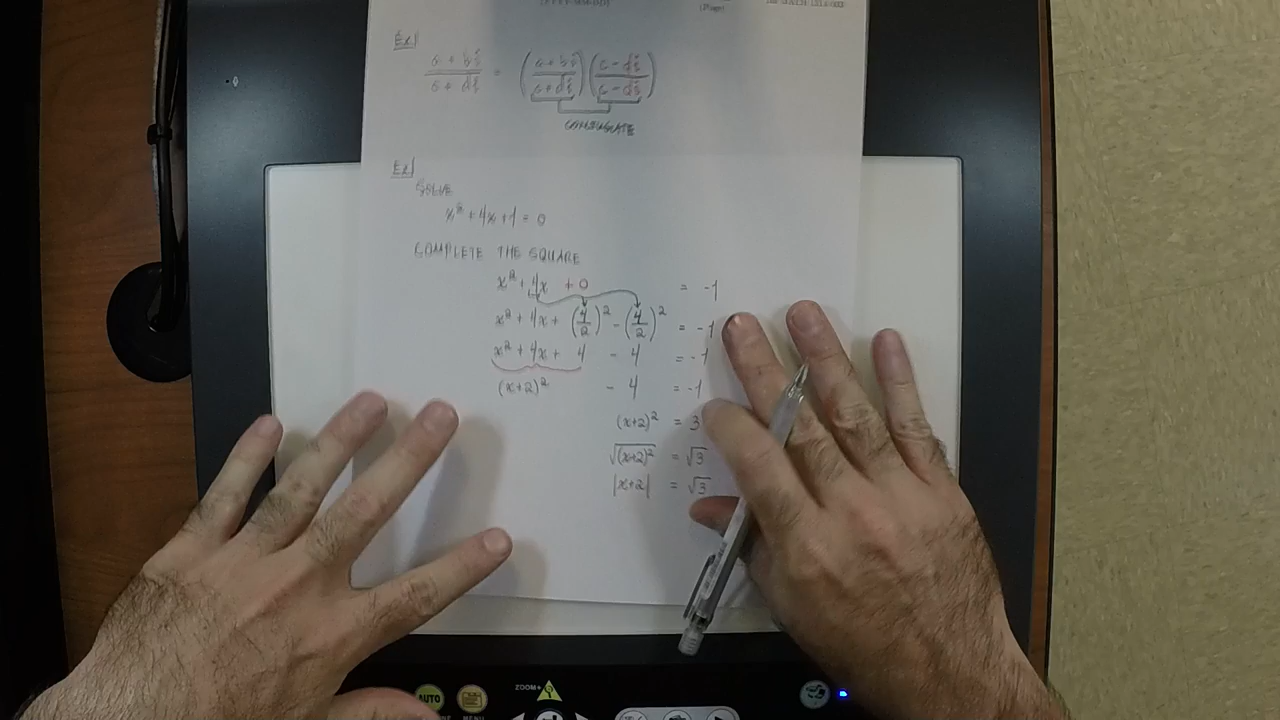 Ex1
a + bi / c + di = (a + bi / c + di)(c - di / c - di)
CONJUGATE
Ex1
SOLVE
x² + 4x + 1 = 0
COMPLETE THE SQUARE
x² + 4x + 0 = -1
x² + 4x + (4/2)² - (4/2)² = -1
x² + 4x + 4 - 4 = -1
(x+2)² - 4 = -1
(x+2)² = 3
√(x+2)² = √3
|x+2| = √3
AUTO
MENU
ZOOM+